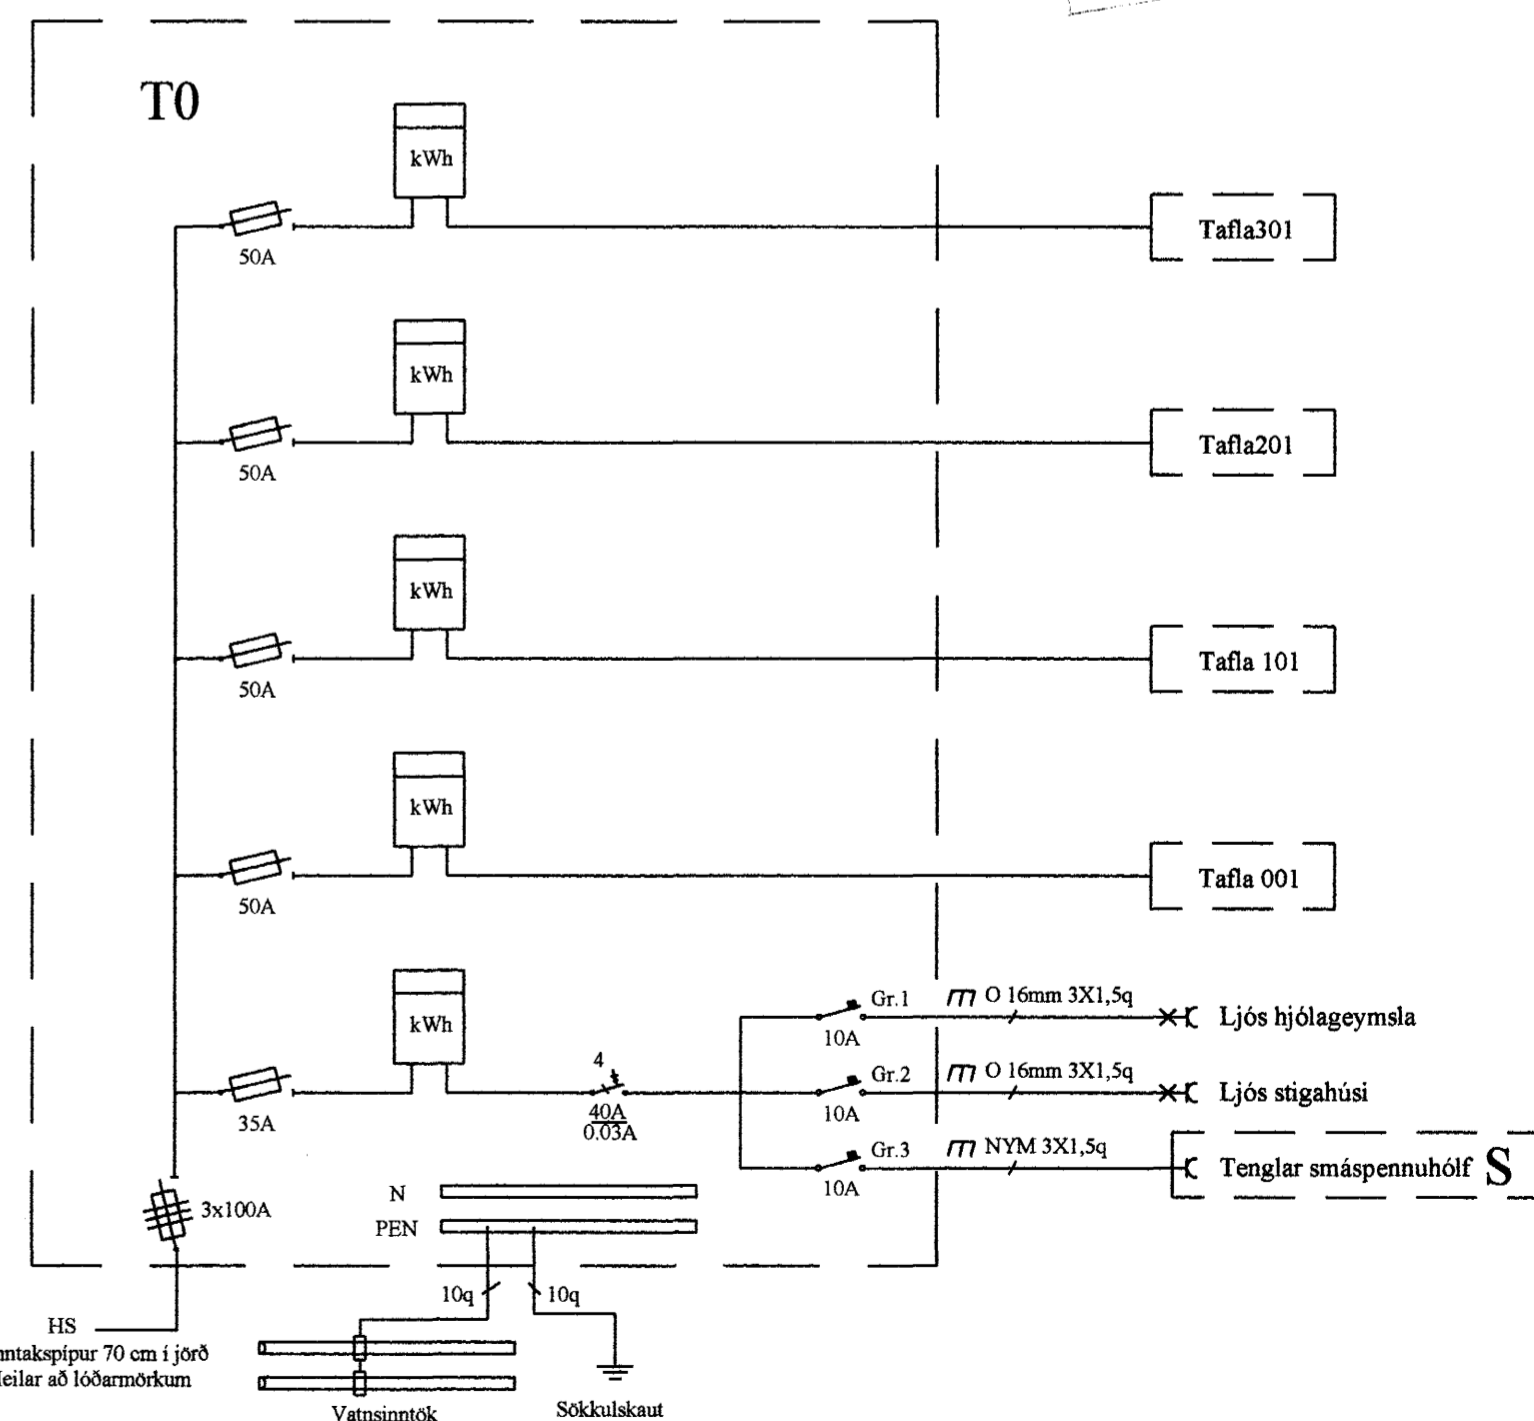 T0
kWh
50A
Tafla301
kWh
50A
Tafla201
kWh
50A
Tafla 101
kWh
50A
Tafla 001
kWh
35A
4
40A
0.03A
Gr.1
10A
O 16mm 3X1,5q
Ljós hjólageymsla
Gr.2
10A
O 16mm 3X1,5q
Ljós stigahúsi
Gr.3
10A
NYM 3X1,5q
Tenglar smáspennuhólf S
3x100A
N
PEN
10q
10q
HS
70 cm í jörð
að lóðarmörkum
Vatnsinntök
Sökkulskaut